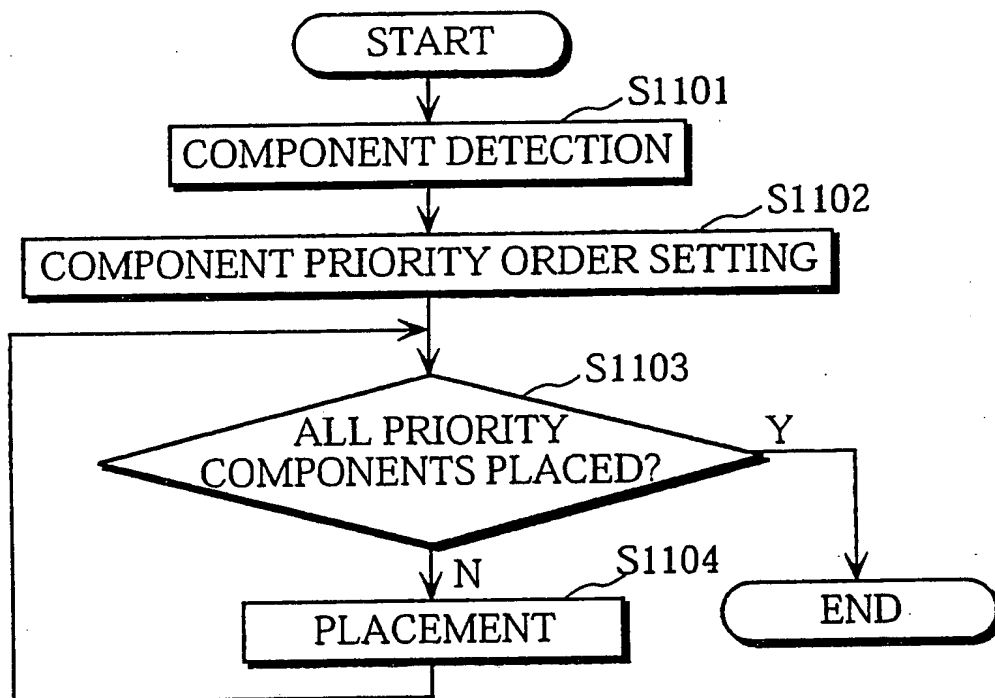 START
S1101
COMPONENT DETECTION
S1102
COMPONENT PRIORITY ORDER SETTING
S1103
ALL PRIORITY
COMPONENTS PLACED?
Y
N
S1104
PLACEMENT
END